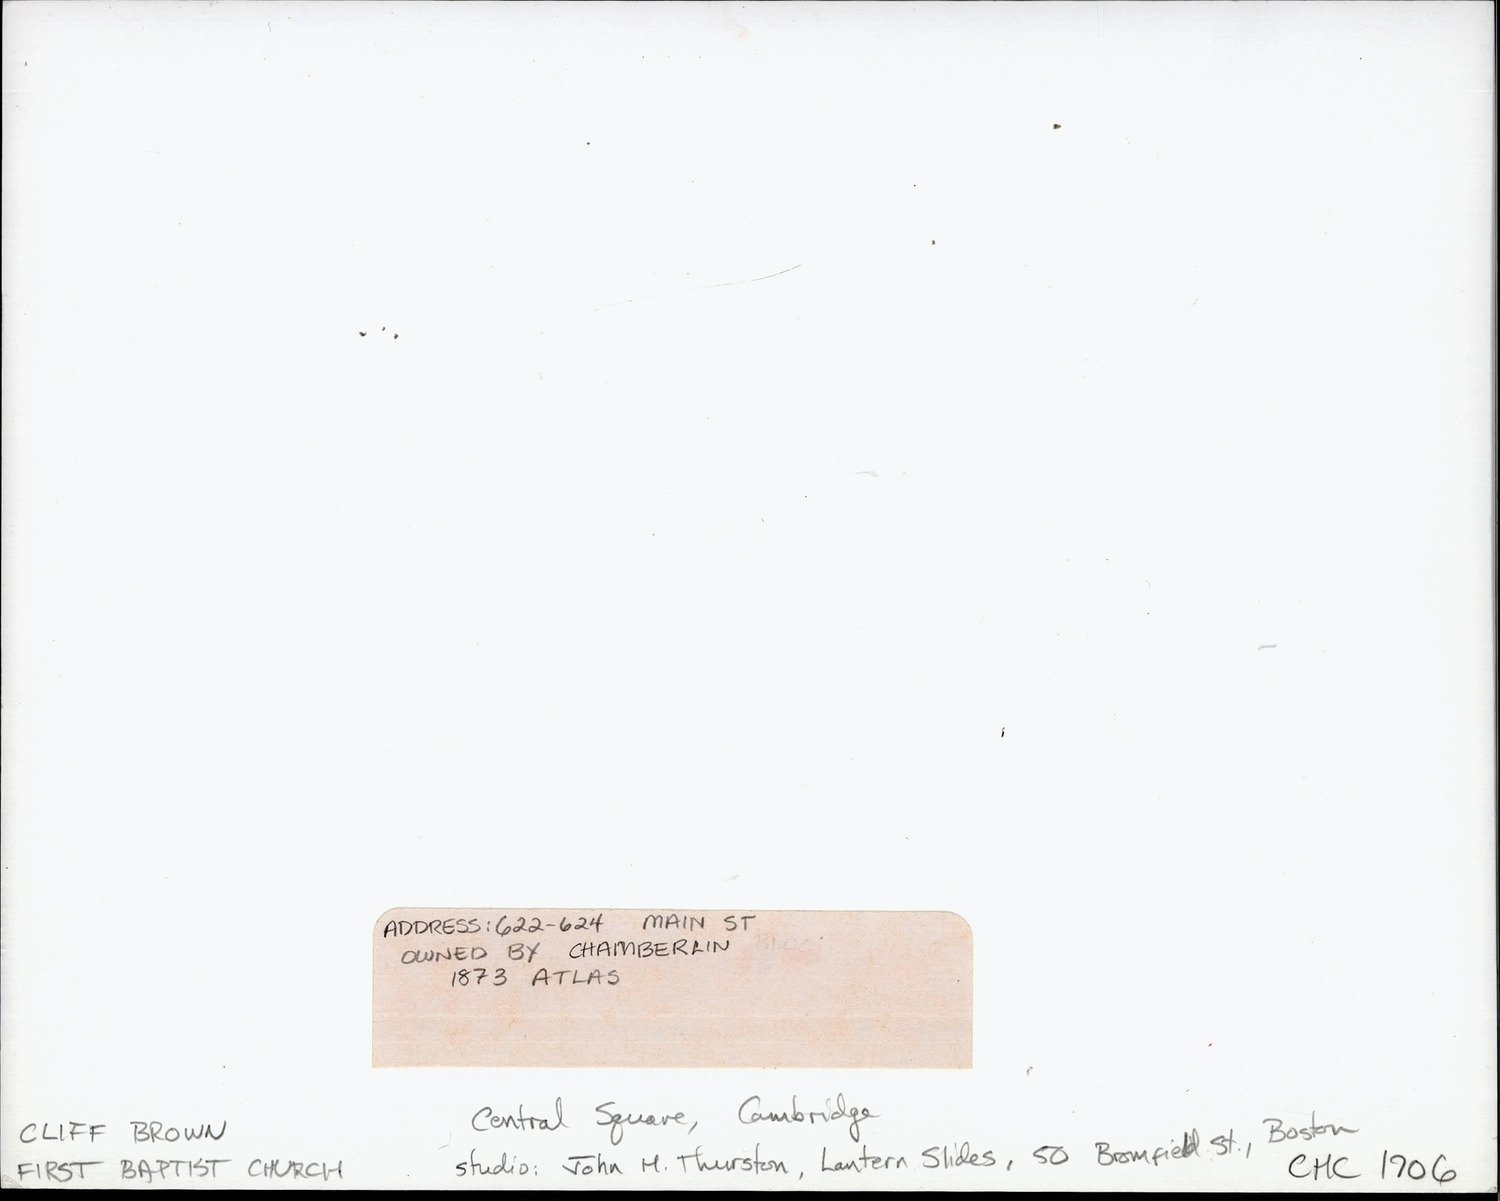 ADDRESS: 622-624 MAIN ST
OWNED BY CHAMBERLIN
1873 ATLAS
Central Square, Cambridge
studio: John H. Thurston, Lantern Slides, 50 Bromfield St., Boston
CLIFF BROWN
FIRST BAPTIST CHURCH
CHC 1706